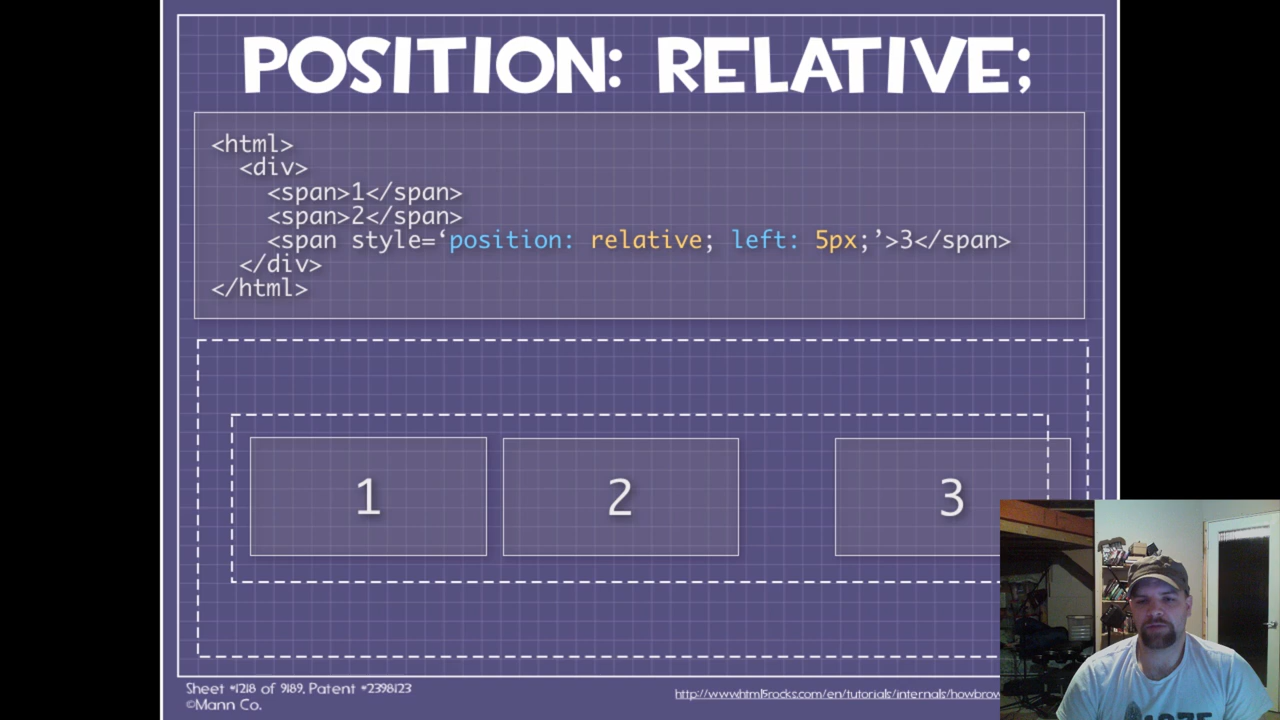 POSITION: RELATIVE;
<html>
<div>
<span>1</span>
<span>2</span>
<span style=‘position: relative; left: 5px;’>3</span>
</div>
</html>
1 2 3
Sheet #1218 of 9189, Patent #2398123
©Mann Co.
http://www.html5rocks.com/en/tutorials/internals/howbrow